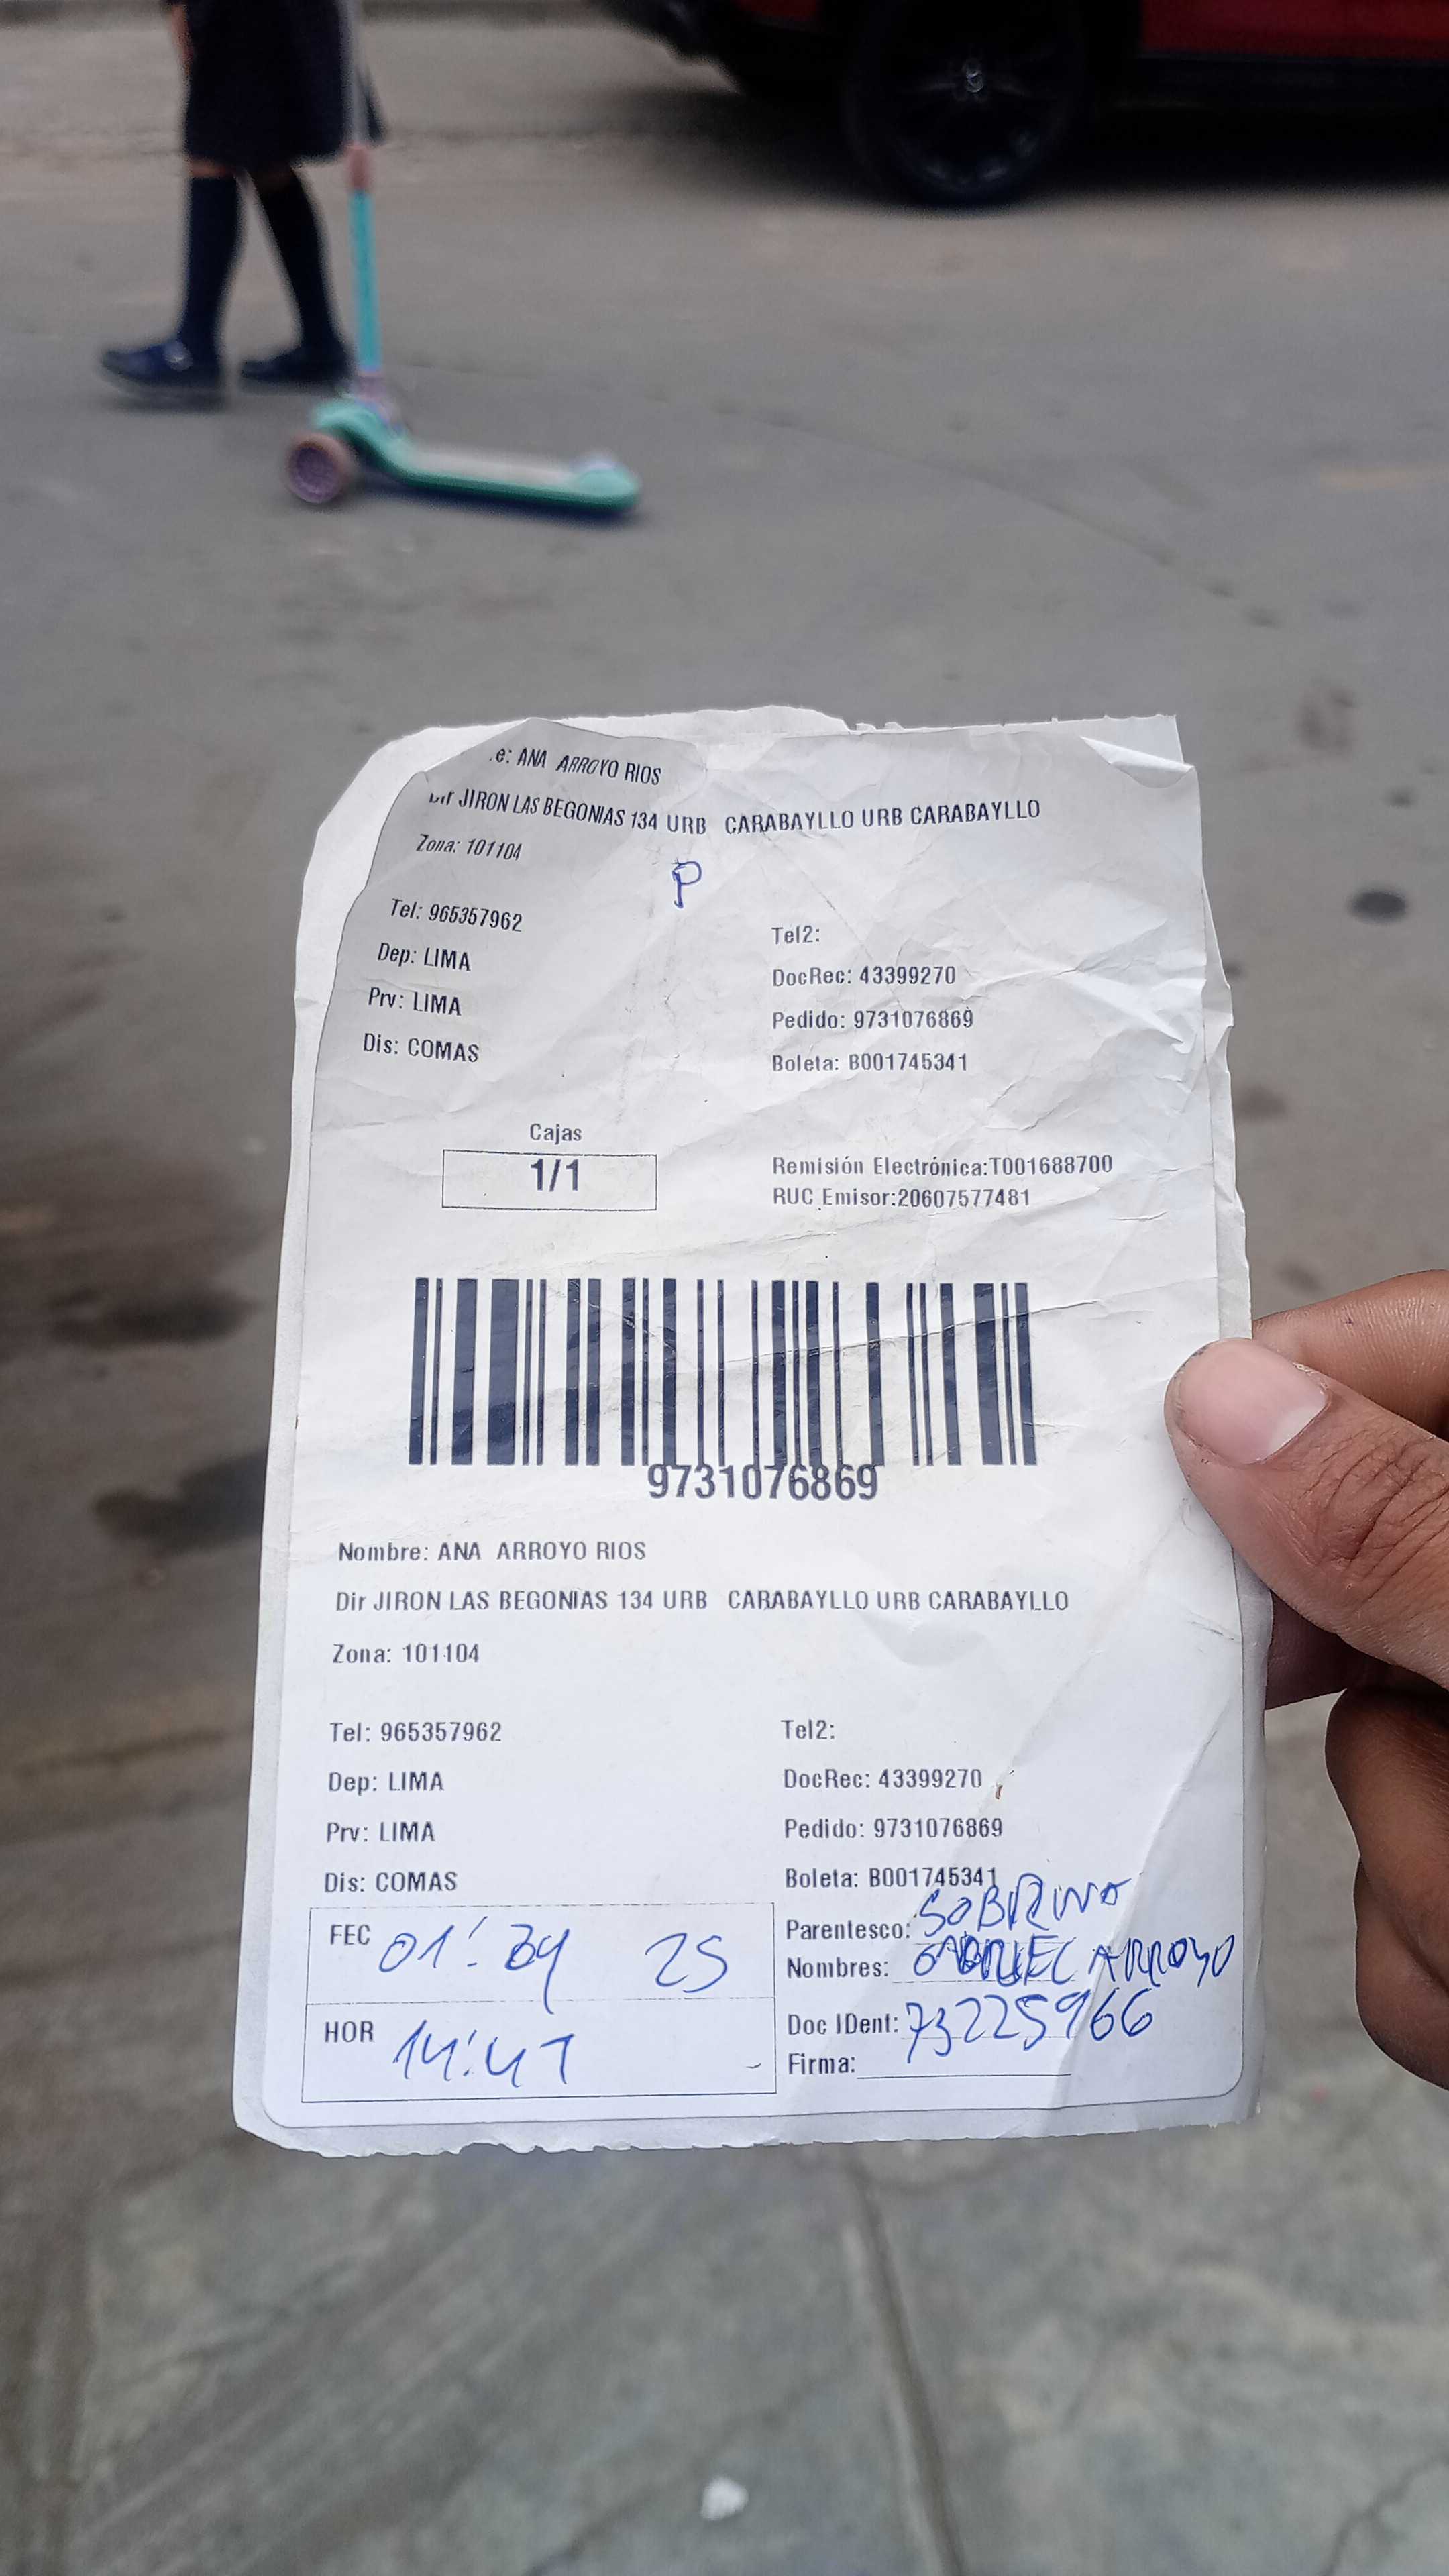 e: ANA ARROYO RIOS
Dir JIRON LAS BEGONIAS 134 URB CARABAYLLO URB CARABAYLLO
Zona: 101104
P
Tel: 965357962
Tel2:
Dep: LIMA
DocRec: 43399270
Prv: LIMA
Pedido: 9731076869
Dis: COMAS
Boleta: B001745341
Cajas
1/1
Remisión Electrónica:T001688700
RUC Emisor:20607577481
9731076869
Nombre: ANA ARROYO RIOS
Dir JIRON LAS BEGONIAS 134 URB CARABAYLLO URB CARABAYLLO
Zona: 101104
Tel: 965357962
Tel2:
Dep: LIMA
DocRec: 43399270
Prv: LIMA
Pedido: 9731076869
Dis: COMAS
Boleta: B001745341
FEC 01 25
Parentesco: SOBRINO
Nombres: GABRIEL ARROYO
HOR 14:41
Doc IDent: 73225966
Firma: